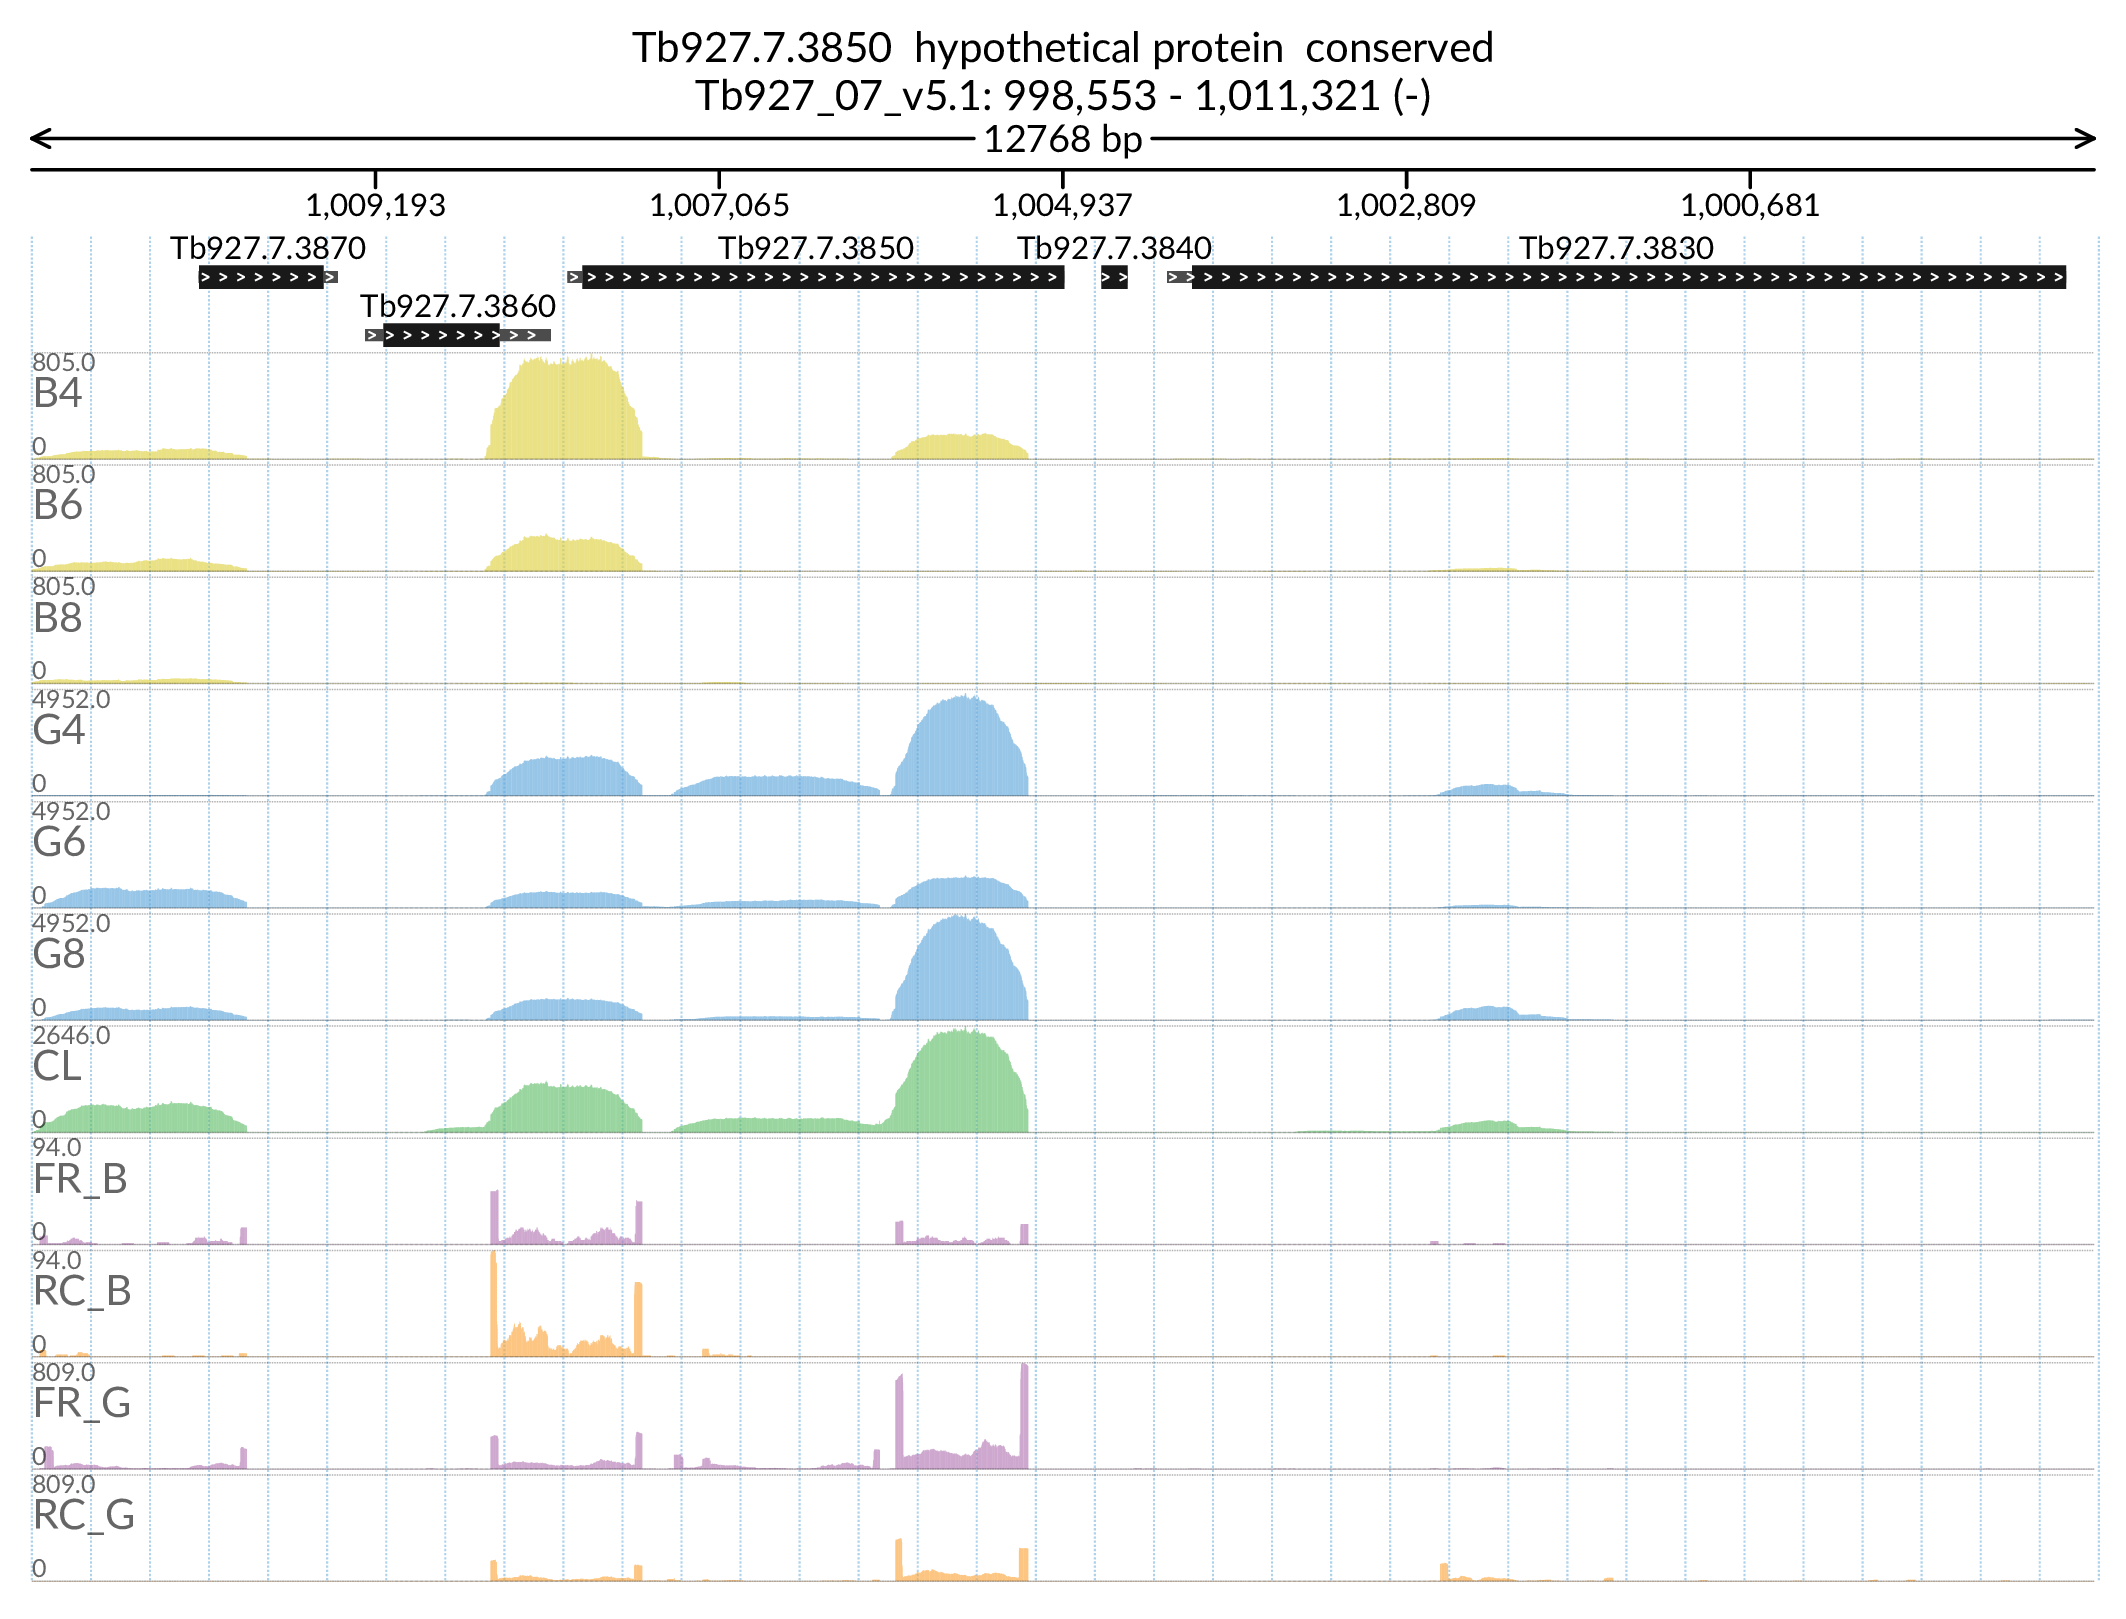 Tb927.7.3850  hypothetical protein  conserved
Tb927_07_v5.1: 998,553 - 1,011,321 (-)
12768 bp
1,009,193 1,007,065 1,004,937 1,002,809 1,000,681
Tb927.7.3870 Tb927.7.3850 Tb927.7.3840 Tb927.7.3830
Tb927.7.3860
805.0
B4
0
805.0
B6
0
805.0
B8
0
4952.0
G4
0
4952.0
G6
0
4952.0
G8
0
2646.0
CL
0
94.0
FR_B
0
94.0
RC_B
0
809.0
FR_G
0
809.0
RC_G
0